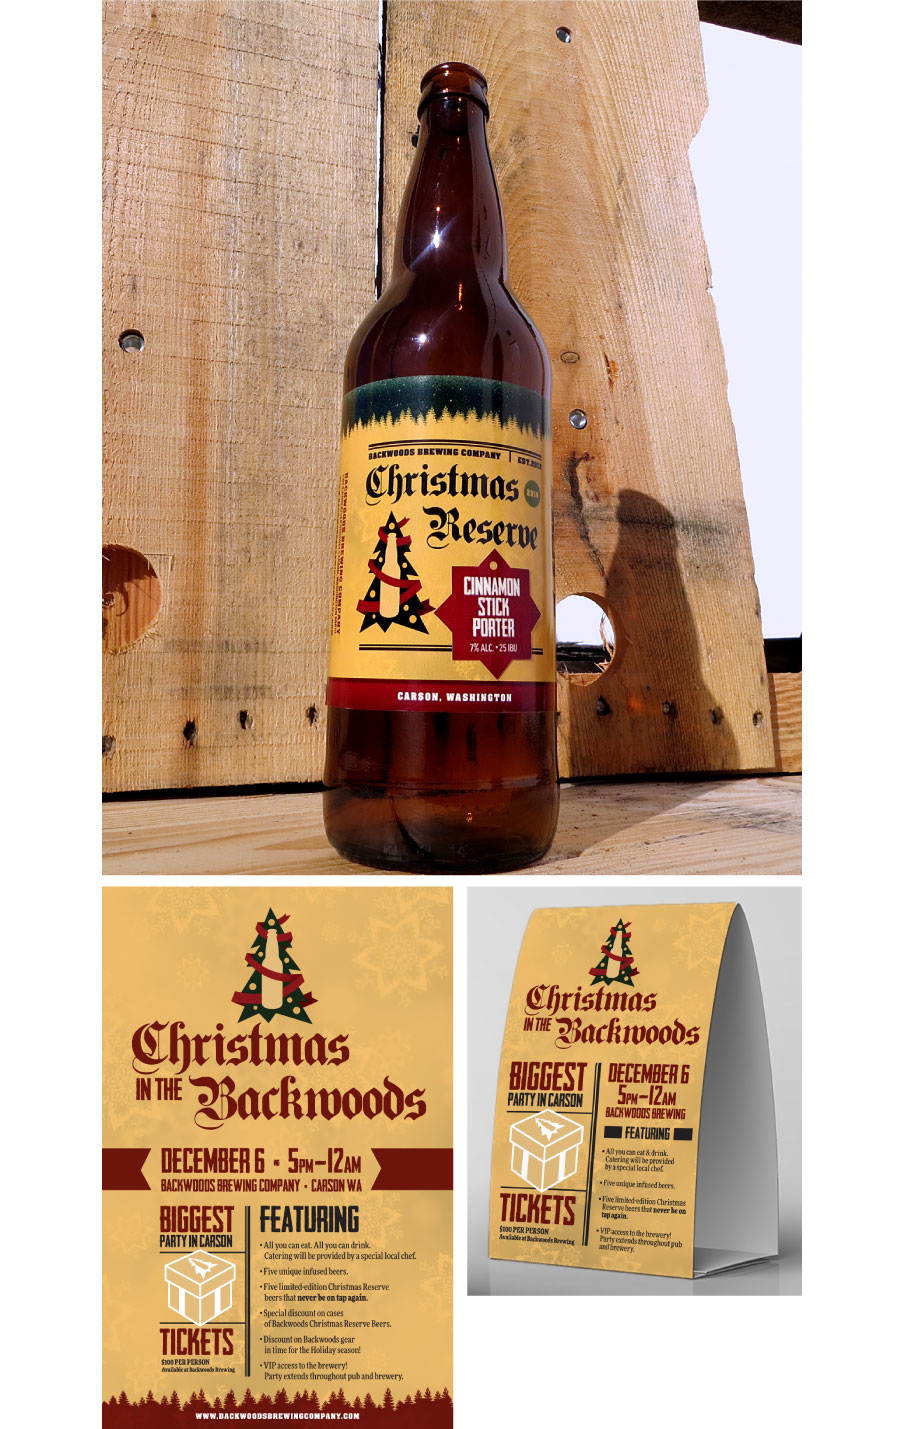 BACKWOODS BREWING COMPANY | EST. 2012
Christmas
2014
Reserve
CINNAMON
STICK
PORTER
7% ALC. • 25 IBU
CARSON, WASHINGTON
BACKWOODS BREWING COMPANY
Christmas
IN THE Backwoods
DECEMBER 6 • 5PM–12AM
BACKWOODS BREWING COMPANY • CARSON WA
BIGGEST
PARTY IN CARSON
TICKETS
$100 PER PERSON
Available at Backwoods Brewing
FEATURING
• All you can eat. All you can drink.
Catering will be provided by a special local chef.
• Five unique infused beers.
• Five limited-edition Christmas Reserve
beers that never be on tap again.
• Special discount on cases
of Backwoods Christmas Reserve Beers.
• Discount on Backwoods gear
in time for the Holiday season!
• VIP access to the brewery!
Party extends throughout pub and brewery.
WWW.BACKWOODSBREWINGCOMPANY.COM
Christmas
IN THE Backwoods
BIGGEST
PARTY IN CARSON
TICKETS
$100 PER PERSON
Available at Backwoods Brewing
DECEMBER 6
5PM–12AM
BACKWOODS BREWING
FEATURING
• All you can eat & drink.
Catering will be provided
by a special local chef.
• Five unique infused beers.
• Five limited-edition Christmas
Reserve beers that never be on
tap again.
• VIP access to the brewery!
Party extends throughout pub
and brewery.